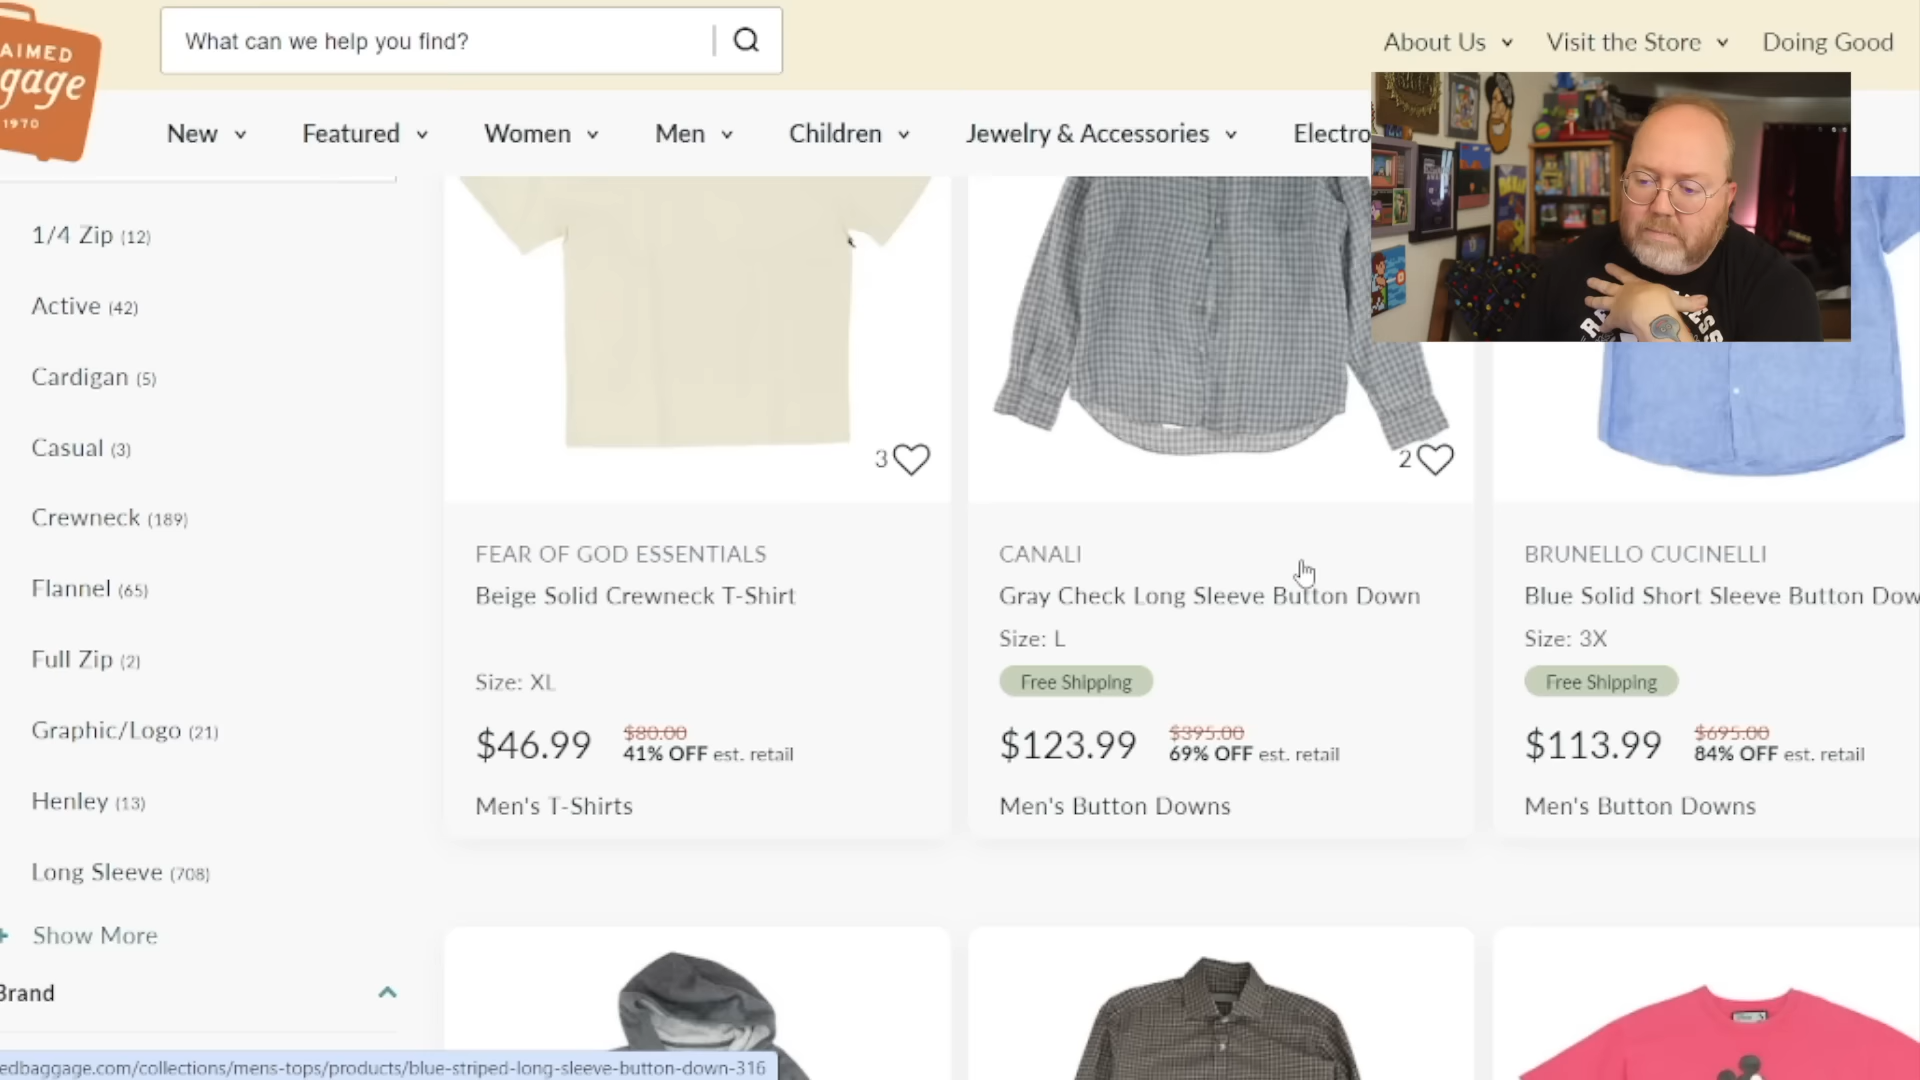 AIMED
gage
1970
What can we help you find?
About Us
Visit the Store
Doing Good
New
Featured
Women
Men
Children
Jewelry & Accessories
Electro
1/4 Zip (12)
Active (42)
Cardigan (5)
Casual (3)
Crewneck (189)
Flannel (65)
Full Zip (2)
Graphic/Logo (21)
Henley (13)
Long Sleeve (708)
+ Show More
Brand
3
FEAR OF GOD ESSENTIALS
Beige Solid Crewneck T-Shirt
Size: XL
$46.99
$80.00
41% OFF est. retail
Men's T-Shirts
2
CANALI
Gray Check Long Sleeve Button Down
Size: L
Free Shipping
$123.99
$395.00
69% OFF est. retail
Men's Button Downs
BRUNELLO CUCINELLI
Blue Solid Short Sleeve Button Dow
Size: 3X
Free Shipping
$113.99
$695.00
84% OFF est. retail
Men's Button Downs
edbaggage.com/collections/mens-tops/products/blue-striped-long-sleeve-button-down-316